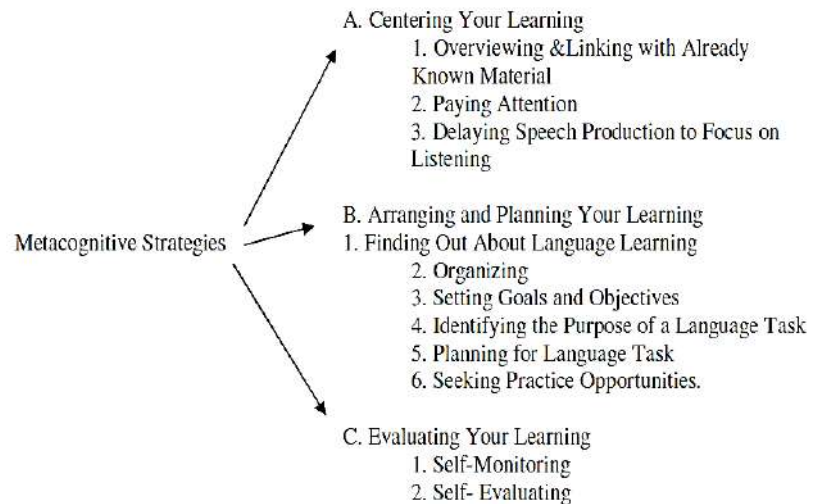 A. Centering Your Learning
1. Overviewing &Linking with Already
Known Material
2. Paying Attention
3. Delaying Speech Production to Focus on
Listening
Metacognitive Strategies
B. Arranging and Planning Your Learning
1. Finding Out About Language Learning
2. Organizing
3. Setting Goals and Objectives
4. Identifying the Purpose of a Language Task
5. Planning for Language Task
6. Seeking Practice Opportunities.
C. Evaluating Your Learning
1. Self-Monitoring
2. Self- Evaluating